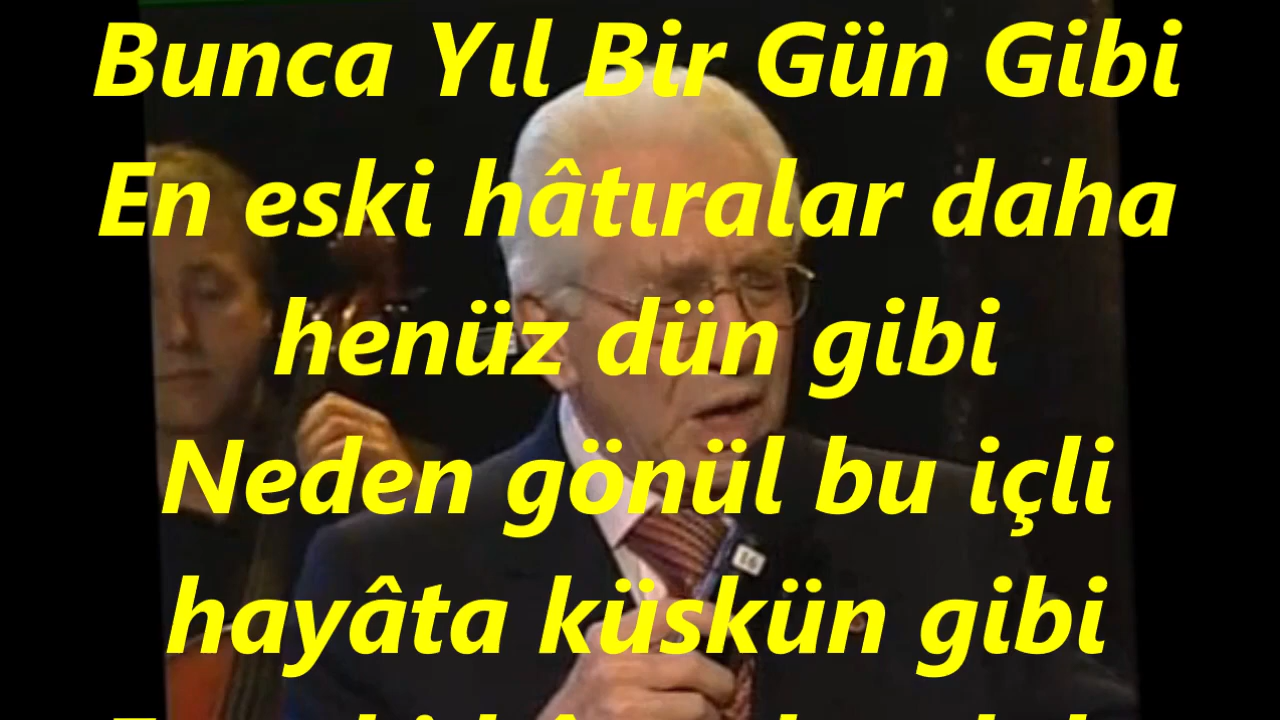 Bunca Yıl Bir Gün Gibi
En eski hâtıralar daha
henüz dün gibi
Neden gönül bu içli
hayâta küskün gibi
16